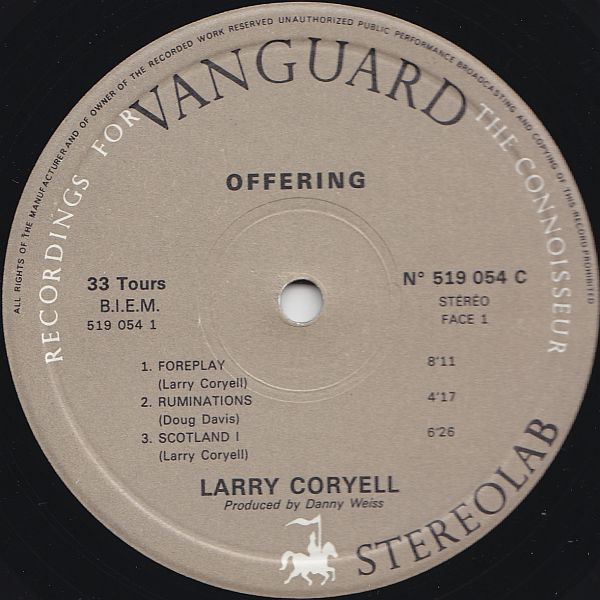 ALL RIGHTS OF THE MANUFACTURER AND OF OWNER OF THE RECORDED WORK RESERVED UNAUTHORIZED PUBLIC PERFORMANCE BROADCASTING AND COPYING OF THIS RECORD PROHIBITED
RECORDINGS FOR THE CONNOISSEUR
VANGUARD
OFFERING
33 Tours
B.I.E.M.
519 054 1
N° 519 054 C
STÉRÉO
FACE 1
1. FOREPLAY 8'11
(Larry Coryell)
2. RUMINATIONS 4'17
(Doug Davis)
3. SCOTLAND I 6'26
(Larry Coryell)
LARRY CORYELL
Produced by Danny Weiss
STEREOLAB